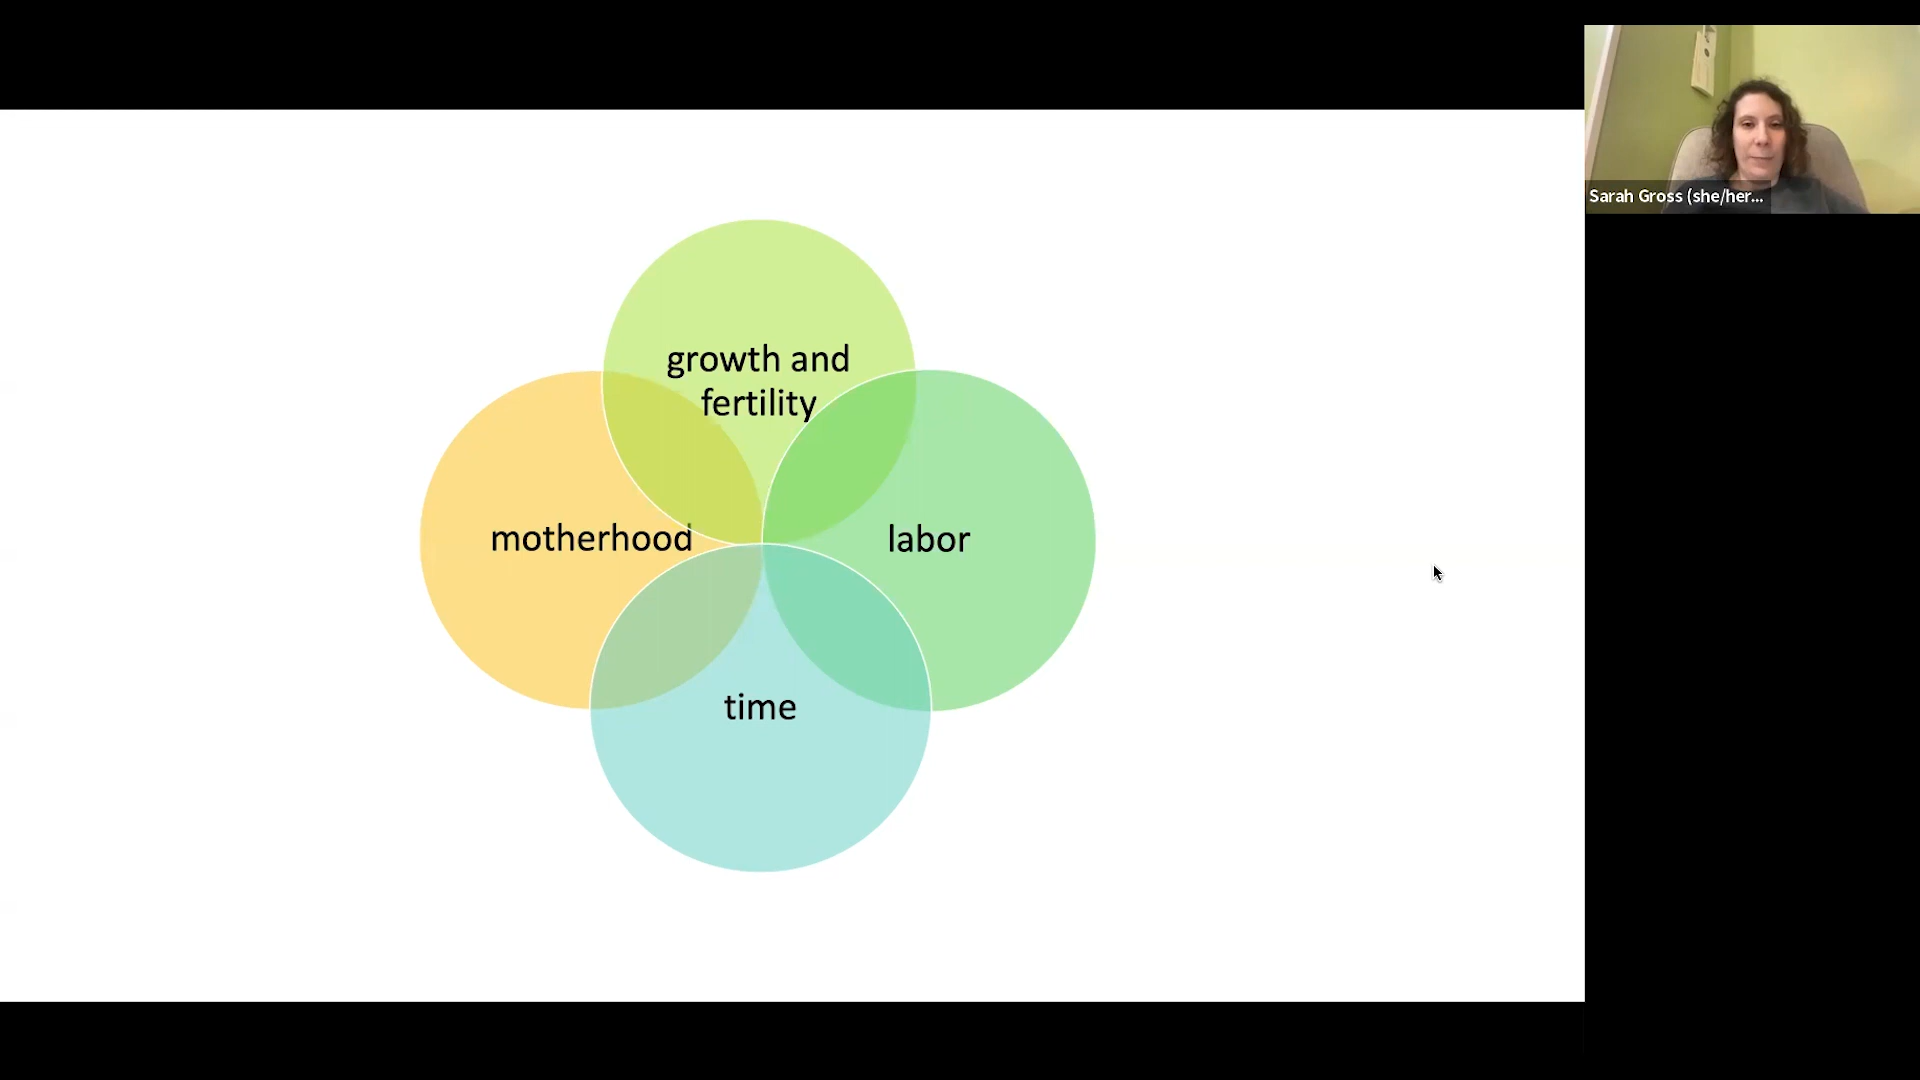 Sarah Gross (she/her...
growth and
fertility
motherhood
labor
time